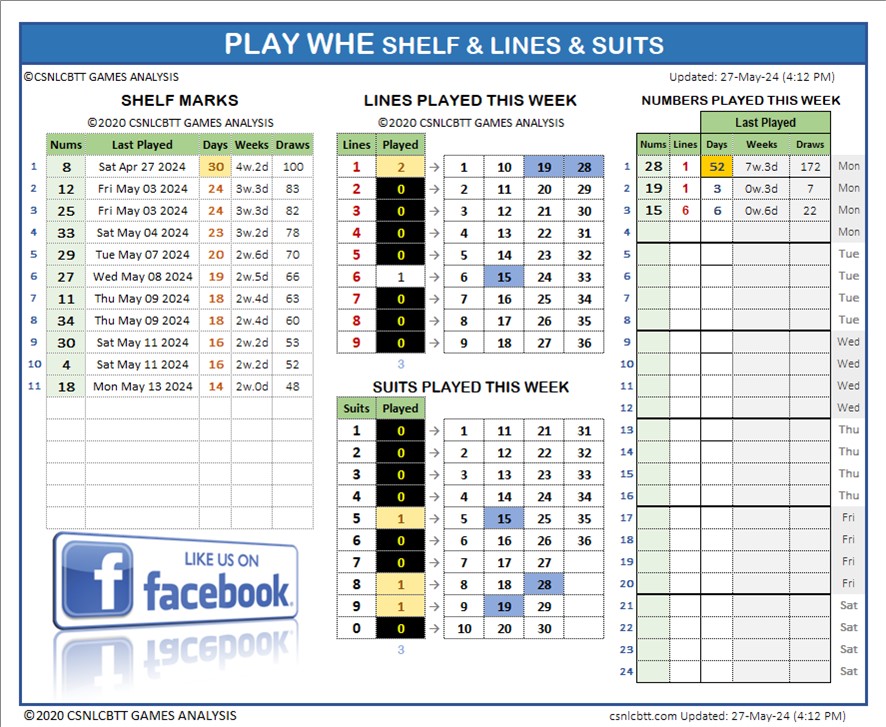 PLAY WHE SHELF & LINES & SUITS
©CSNLCBTT GAMES ANALYSIS
Updated: 27-May-24 (4:12 PM)
SHELF MARKS
©2020 CSNLCBTT GAMES ANALYSIS
Nums Last Played Days Weeks Draws
1 8 Sat Apr 27 2024 30 4w.2d 100
2 12 Fri May 03 2024 24 3w.3d 83
3 25 Fri May 03 2024 24 3w.3d 82
4 33 Sat May 04 2024 23 3w.2d 78
5 29 Tue May 07 2024 20 2w.6d 70
6 27 Wed May 08 2024 19 2w.5d 66
7 11 Thu May 09 2024 18 2w.4d 63
8 34 Thu May 09 2024 18 2w.4d 60
9 30 Sat May 11 2024 16 2w.2d 53
10 4 Sat May 11 2024 16 2w.2d 52
11 18 Mon May 13 2024 14 2w.0d 48
LIKE US ON
facebook.
LINES PLAYED THIS WEEK
©2020 CSNLCBTT GAMES ANALYSIS
Lines Played
1 2 → 1 10 19 28
2 0 → 2 11 20 29
3 0 → 3 12 21 30
4 0 → 4 13 22 31
5 0 → 5 14 23 32
6 1 → 6 15 24 33
7 0 → 7 16 25 34
8 0 → 8 17 26 35
9 0 → 9 18 27 36
3
SUITS PLAYED THIS WEEK
Suits Played
1 0 → 1 11 21 31
2 0 → 2 12 22 32
3 0 → 3 13 23 33
4 0 → 4 14 24 34
5 1 → 5 15 25 35
6 0 → 6 16 26 36
7 0 → 7 17 27
8 1 → 8 18 28
9 1 → 9 19 29
0 0 → 10 20 30
3
NUMBERS PLAYED THIS WEEK
Last Played
Nums Lines Days Weeks Draws
1 28 1 52 7w.3d 172 Mon
2 19 1 3 0w.3d 7 Mon
3 15 6 6 0w.6d 22 Mon
4 Mon
5 Tue
6 Tue
7 Tue
8 Tue
9 Wed
10 Wed
11 Wed
12 Wed
13 Thu
14 Thu
15 Thu
16 Thu
17 Fri
18 Fri
19 Fri
20 Fri
21 Sat
22 Sat
23 Sat
24 Sat
©2020 CSNLCBTT GAMES ANALYSIS
csnlcbtt.com Updated: 27-May-24 (4:12 PM)